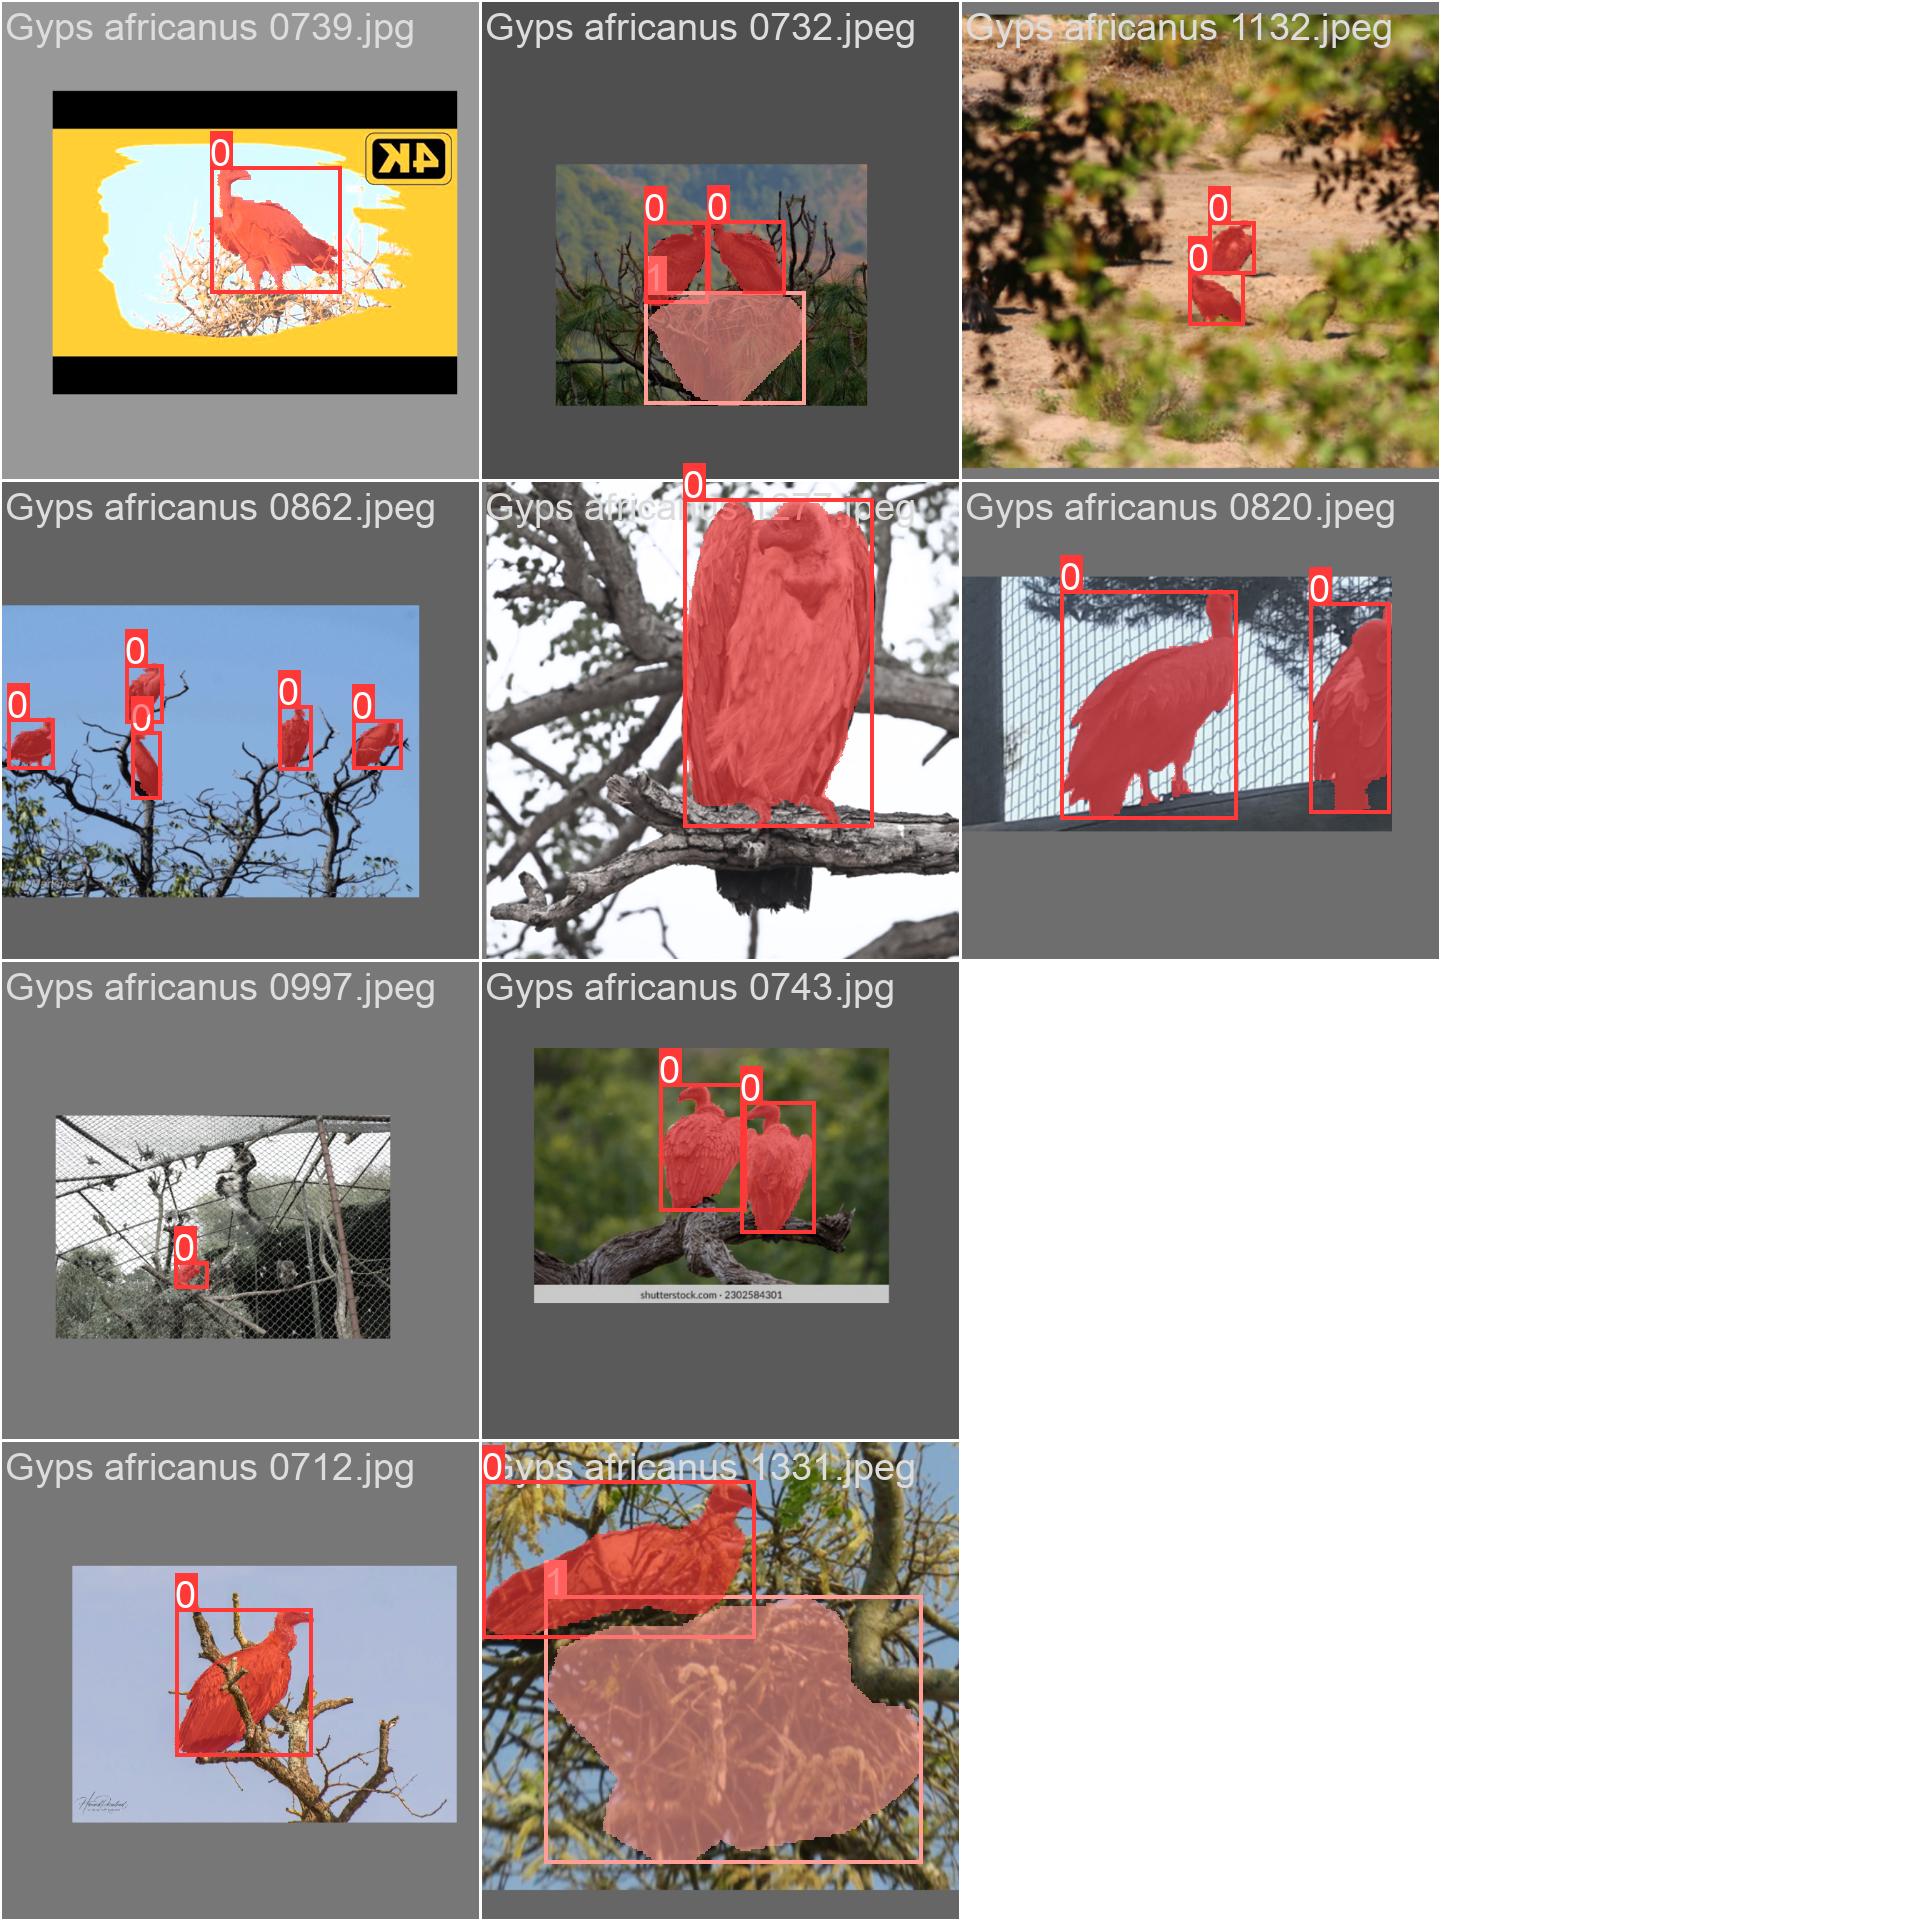 Gyps africanus 0739.jpg
4K
0
Gyps africanus 0732.jpeg
0
0
1
Gyps africanus 1132.jpeg
0
0
Gyps africanus 0862.jpeg
0
0
0
0
0
Gyps africanus 1277.jpeg
0
Gyps africanus 0820.jpeg
0
0
Gyps africanus 0997.jpeg
0
Gyps africanus 0743.jpg
0
0
shutterstock.com · 2302584301
Gyps africanus 0712.jpg
0
Gyps africanus 1331.jpeg
0
1